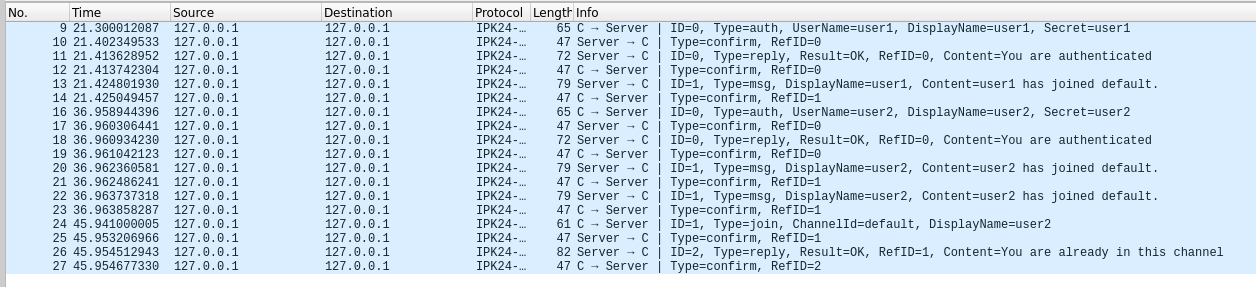 No. Time Source Destination Protocol Length Info
9 21.300012087 127.0.0.1 127.0.0.1 IPK24-… 65 C → Server | ID=0, Type=auth, UserName=user1, DisplayName=user1, Secret=user1
10 21.402349533 127.0.0.1 127.0.0.1 IPK24-… 47 Server → C | Type=confirm, RefID=0
11 21.413628952 127.0.0.1 127.0.0.1 IPK24-… 72 Server → C | ID=0, Type=reply, Result=OK, RefID=0, Content=You are authenticated
12 21.413742304 127.0.0.1 127.0.0.1 IPK24-… 47 C → Server | Type=confirm, RefID=0
13 21.424801930 127.0.0.1 127.0.0.1 IPK24-… 79 Server → C | ID=1, Type=msg, DisplayName=user1, Content=user1 has joined default.
14 21.425049457 127.0.0.1 127.0.0.1 IPK24-… 47 C → Server | Type=confirm, RefID=1
16 36.958944396 127.0.0.1 127.0.0.1 IPK24-… 65 C → Server | ID=0, Type=auth, UserName=user2, DisplayName=user2, Secret=user2
17 36.960306441 127.0.0.1 127.0.0.1 IPK24-… 47 Server → C | Type=confirm, RefID=0
18 36.960934230 127.0.0.1 127.0.0.1 IPK24-… 72 Server → C | ID=0, Type=reply, Result=OK, RefID=0, Content=You are authenticated
19 36.961042123 127.0.0.1 127.0.0.1 IPK24-… 47 C → Server | Type=confirm, RefID=0
20 36.962360581 127.0.0.1 127.0.0.1 IPK24-… 79 Server → C | ID=1, Type=msg, DisplayName=user2, Content=user2 has joined default.
21 36.962486241 127.0.0.1 127.0.0.1 IPK24-… 47 C → Server | Type=confirm, RefID=1
22 36.963737318 127.0.0.1 127.0.0.1 IPK24-… 79 Server → C | ID=1, Type=msg, DisplayName=user2, Content=user2 has joined default.
23 36.963858287 127.0.0.1 127.0.0.1 IPK24-… 47 C → Server | Type=confirm, RefID=1
24 45.941000005 127.0.0.1 127.0.0.1 IPK24-… 61 C → Server | ID=1, Type=join, ChannelId=default, DisplayName=user2
25 45.953206966 127.0.0.1 127.0.0.1 IPK24-… 47 Server → C | Type=confirm, RefID=1
26 45.954512943 127.0.0.1 127.0.0.1 IPK24-… 82 Server → C | ID=2, Type=reply, Result=OK, RefID=1, Content=You are already in this channel
27 45.954677330 127.0.0.1 127.0.0.1 IPK24-… 47 C → Server | Type=confirm, RefID=2